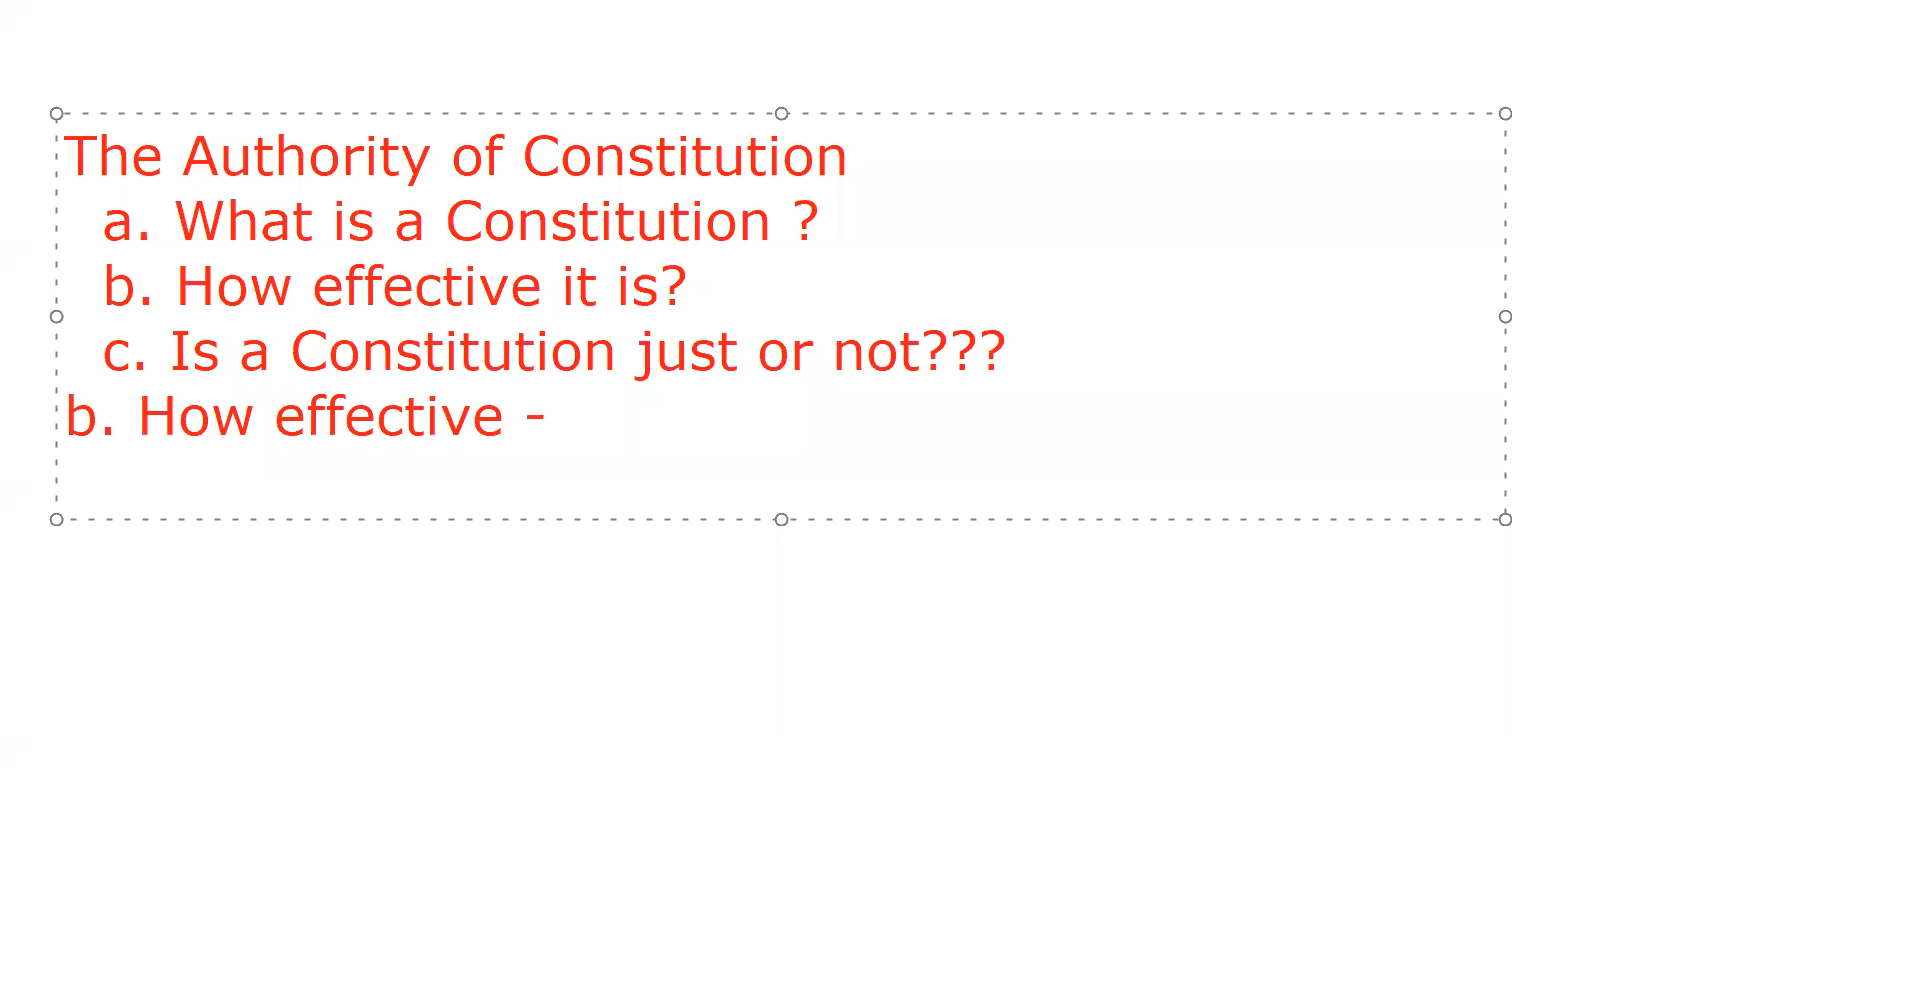 The Authority of Constitution
a. What is a Constitution ?
b. How effective it is?
c. Is a Constitution just or not???
b. How effective -